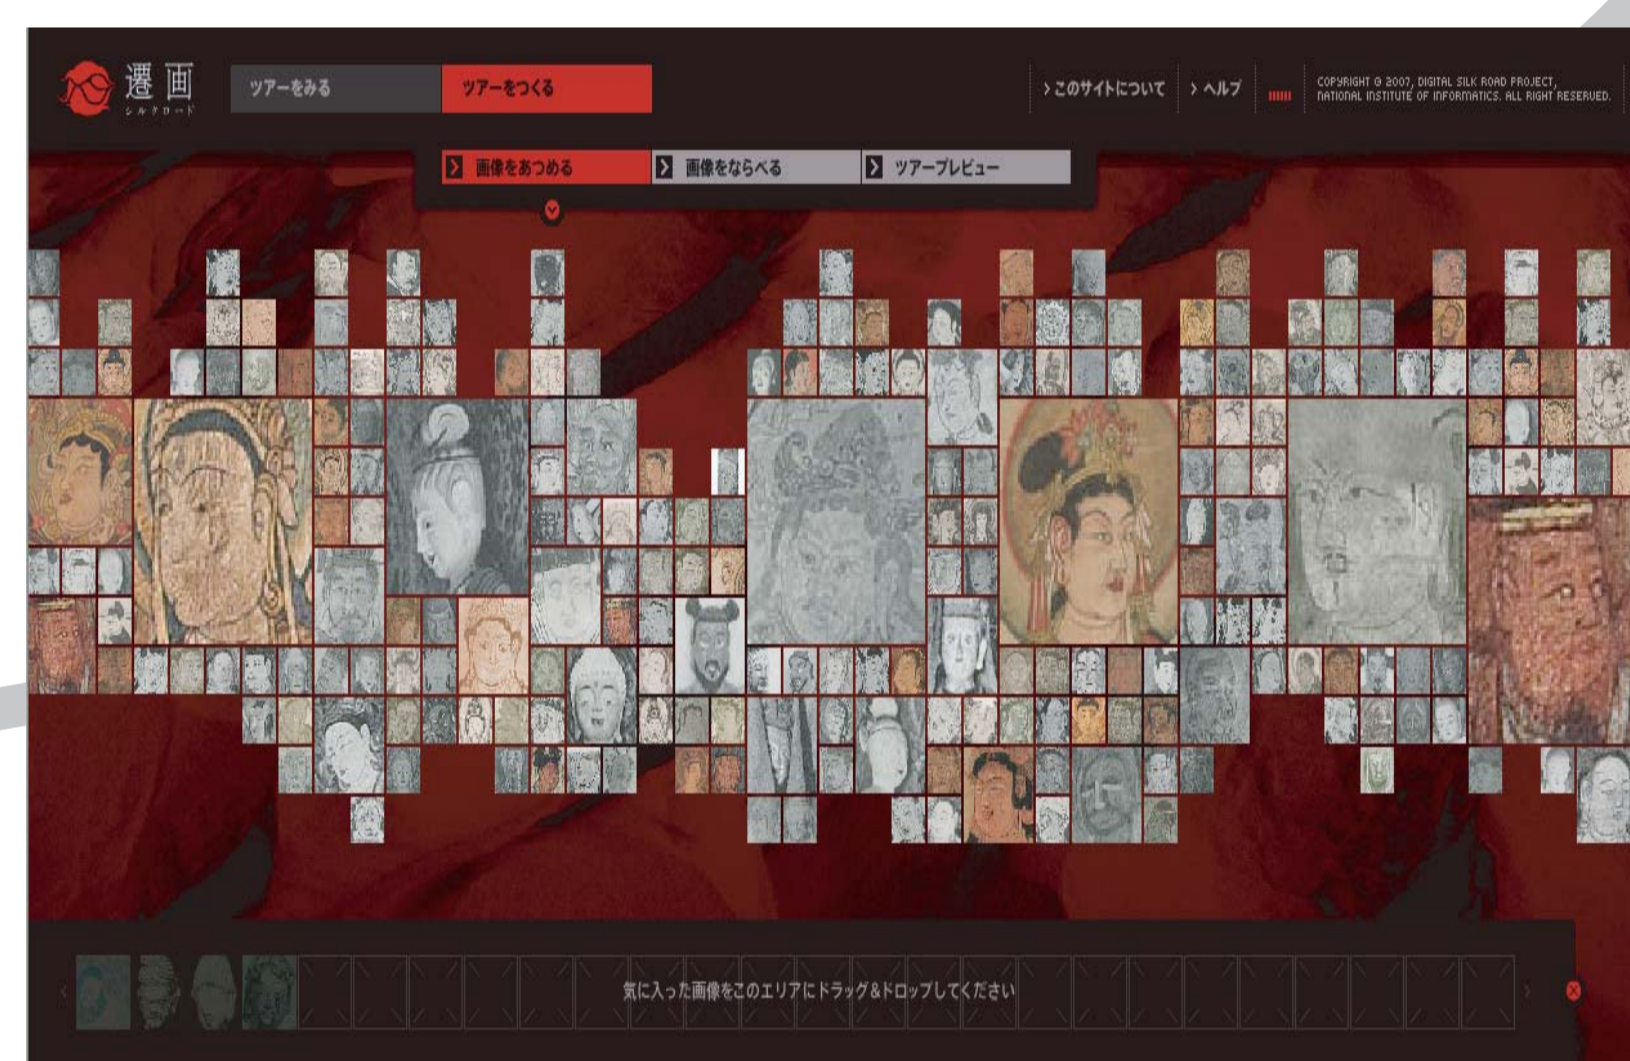 遷画
シルクロード
ツアーをみる
ツアーをつくる
>このサイトについて
>ヘルプ
COPYRIGHT © 2007, DIGITAL SILK ROAD PROJECT,
NATIONAL INSTITUTE OF INFORMATICS. ALL RIGHT RESERVED.
画像をあつめる
画像をならべる
ツアープレビュー
気に入った画像をこのエリアにドラッグ&ドロップしてください